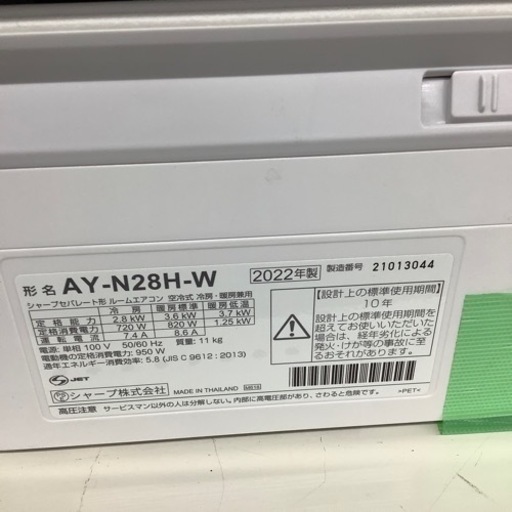 形名 AY-N28H-W 2022年製 製造番号 21013044
シャープセパレート形 ルームエアコン 空冷式 冷房・暖房兼用
冷房 暖房標準 暖房低温
定格能力 2.8 kW 3.6 kW 3.7 kW
定格消費電力 720 W 820 W 1.25 kW
運転電流 7.4 A 8.6 A
電源: 単相 100 V 50/60 Hz 質量: 11 kg
電動機の定格消費電力: 950 W
通年エネルギー消費効率: 5.8 (JIS C 9612 : 2013)
JET
シャープ株式会社 MADE IN THAILAND
高圧注意 サービスマン以外の人は分解しない。内部に高電圧部があり、さわると危険です。
【設計上の標準使用期間】
10年
設計上の標準使用期間を
超えてお使いいただいた
場合は、経年劣化による
発火・けが等の事故に至
るおそれがあります。
>PET<